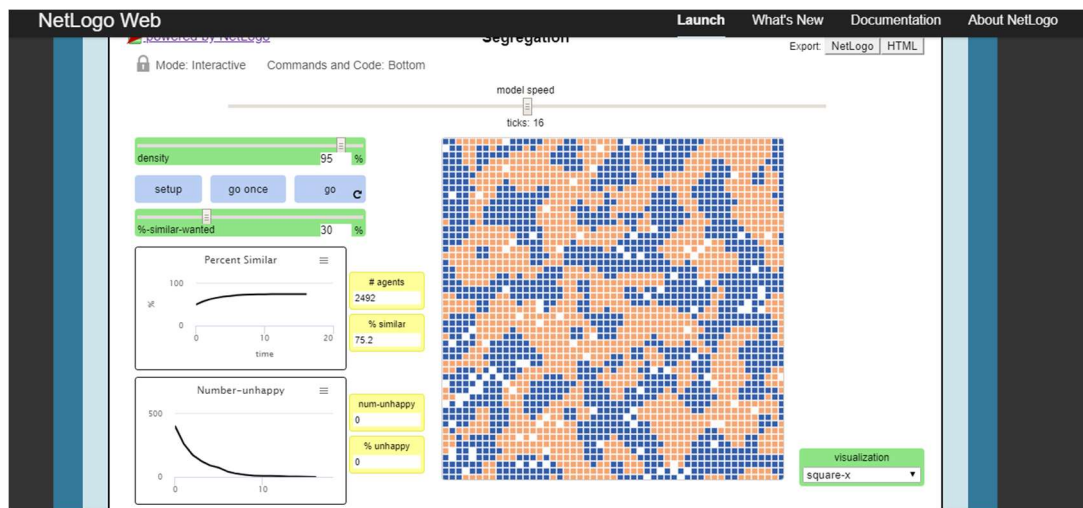 NetLogo Web
Launch What's New Documentation About NetLogo
powered by NetLogo
Segregation
Export: NetLogo HTML
Mode: Interactive Commands and Code: Bottom
model speed
ticks: 16
density 95 %
setup go once go
%-similar-wanted 30 %
Percent Similar
100
%
0
0 10 20
time
# agents
2492
% similar
75.2
Number-unhappy
500
0
0 10
num-unhappy
0
% unhappy
0
visualization
square-x